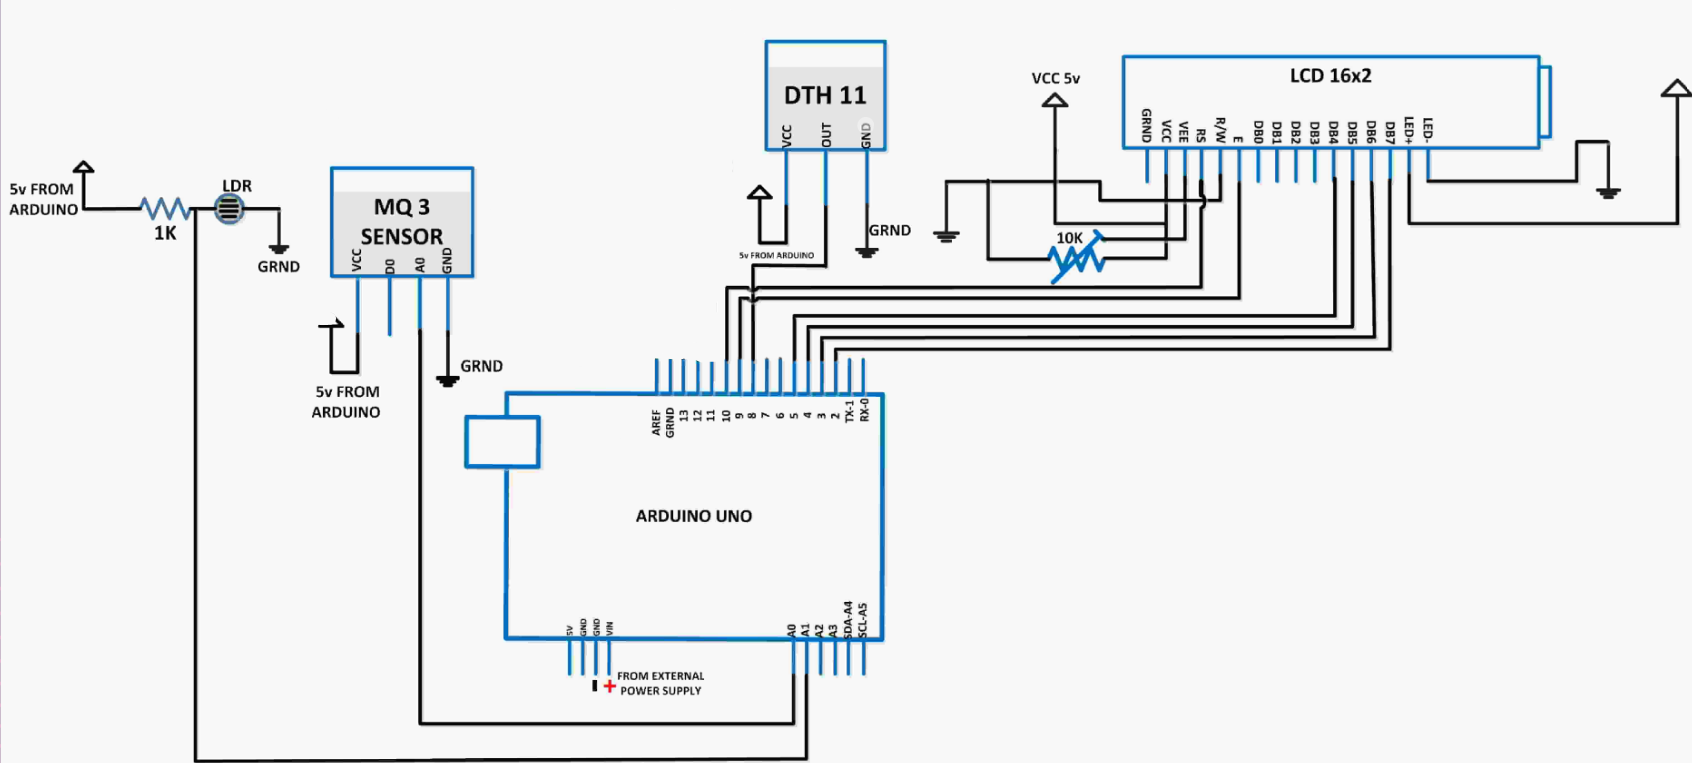 5v FROM
ARDUINO
1K
LDR
GRND
MQ 3
SENSOR
VCC
D0
A0
GND
5v FROM
ARDUINO
GRND
DTH 11
VCC
OUT
GND
5v FROM ARDUINO
GRND
VCC 5v
10K
LCD 16x2
GRND
VCC
VEE
RS
R/W
E
DB0
DB1
DB2
DB3
DB4
DB5
DB6
DB7
LED+
LED-
AREF
GRND
13
12
11
10
9
8
7
6
5
4
3
2
TX-1
RX-0
ARDUINO UNO
5V
GND
GND
VIN
A0
A1
A2
A3
SDA-A4
SCL-A5
- +
FROM EXTERNAL
POWER SUPPLY